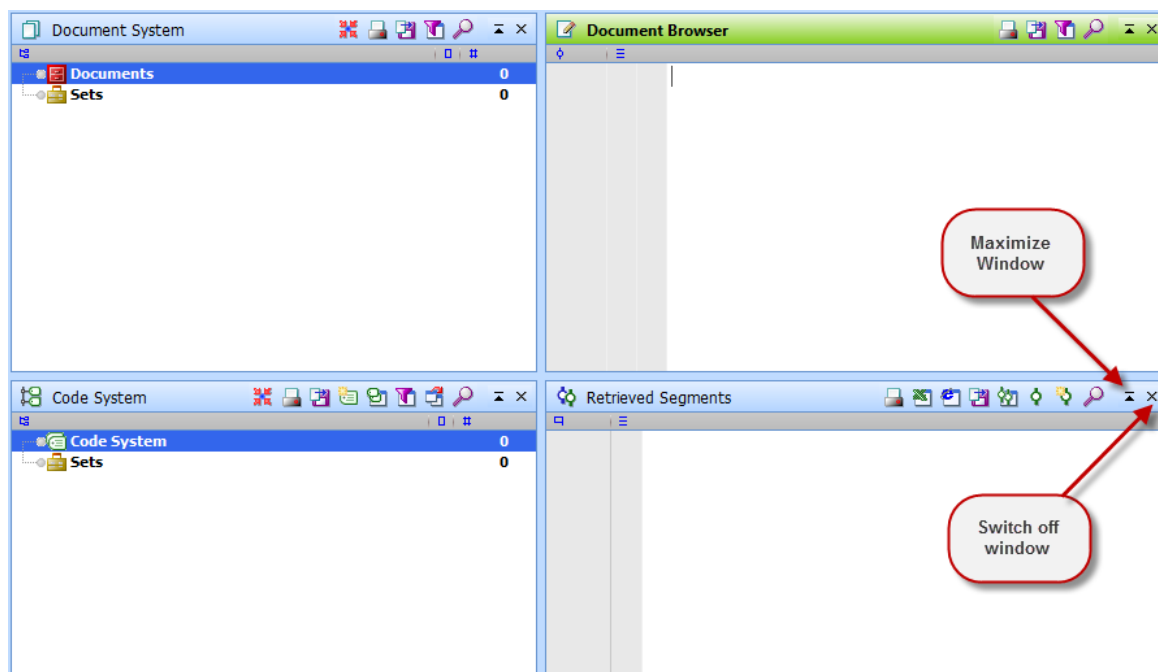 Document System
Document Browser
Documents 0
Sets 0
Maximize
Window
Code System
Retrieved Segments
Code System 0
Sets 0
Switch off
window